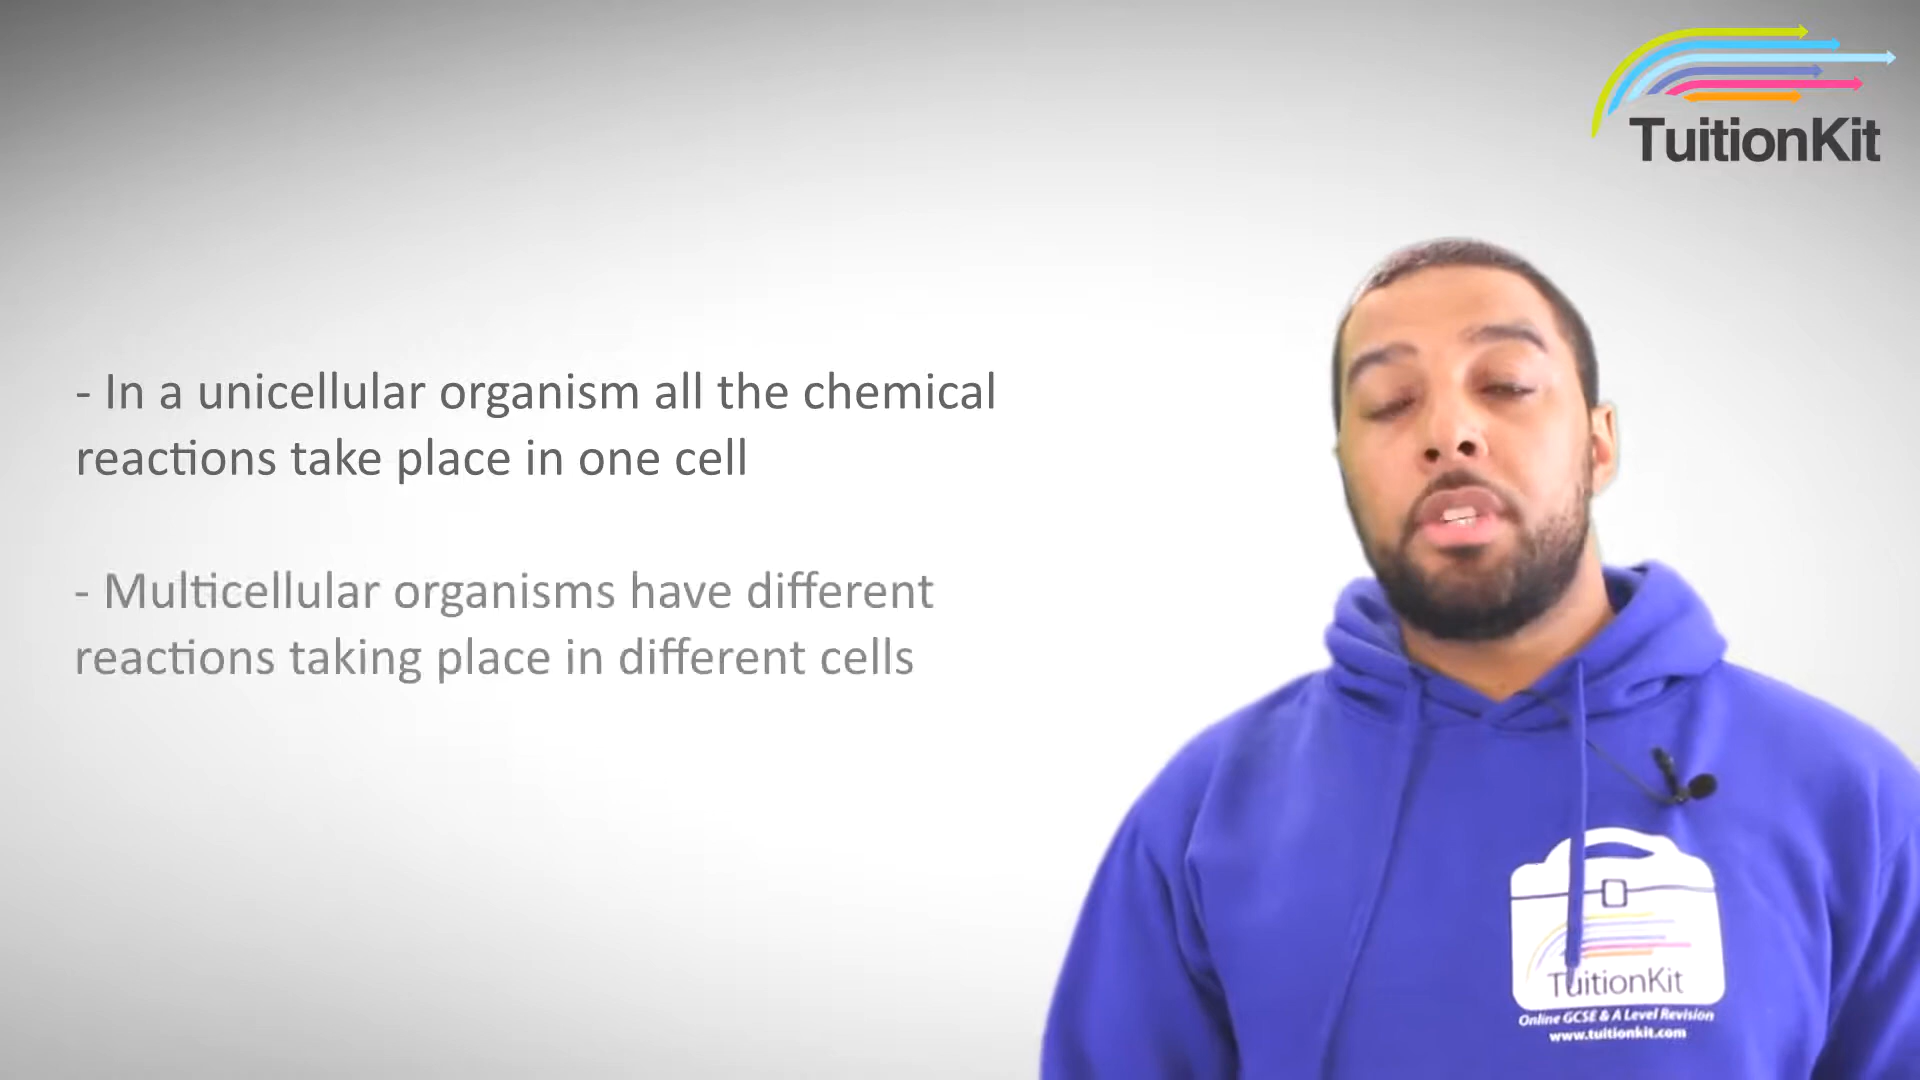 TuitionKit
- In a unicellular organism all the chemical
reactions take place in one cell
- Multicellular organisms have different
reactions taking place in different cells
TuitionKit
Online GCSE & A Level Revision
www.tuitionkit.com